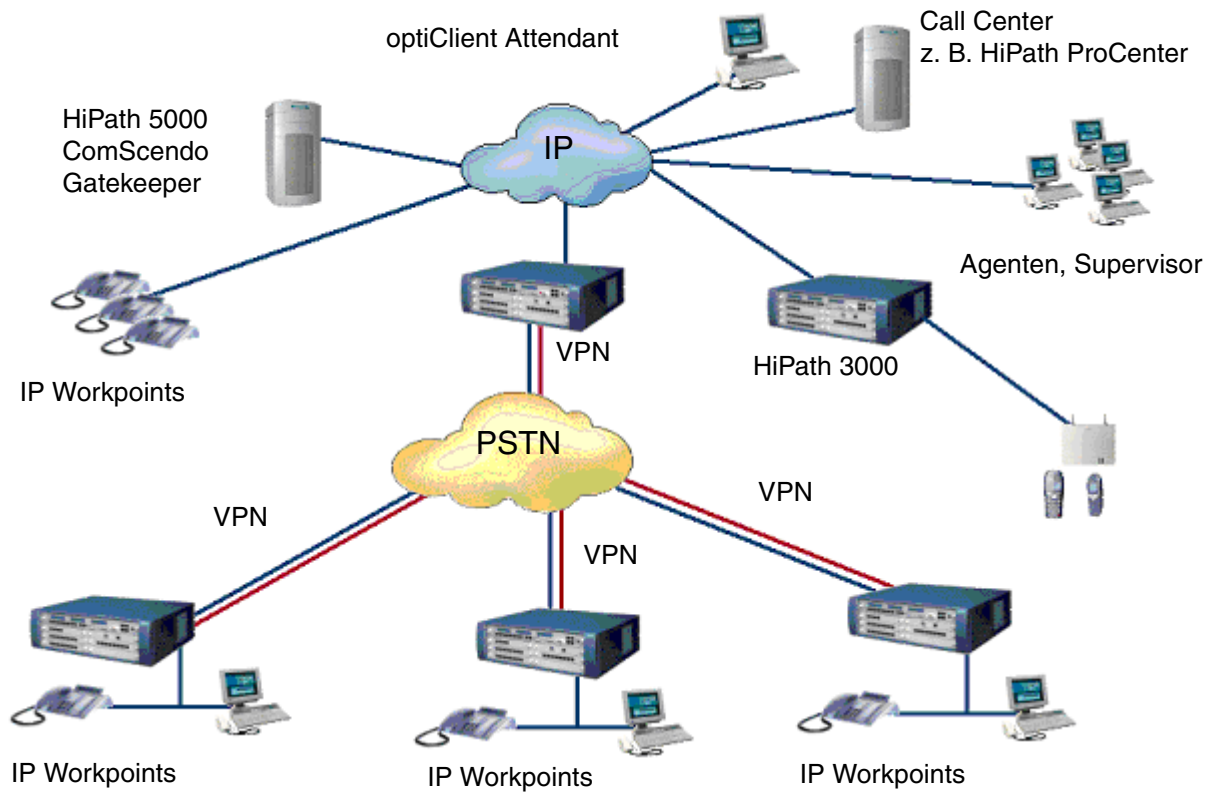 optiClient Attendant
Call Center
z. B. HiPath ProCenter
HiPath 5000
ComScendo
Gatekeeper
IP
Agenten, Supervisor
IP Workpoints
VPN
HiPath 3000
PSTN
VPN
VPN
VPN
IP Workpoints
IP Workpoints
IP Workpoints